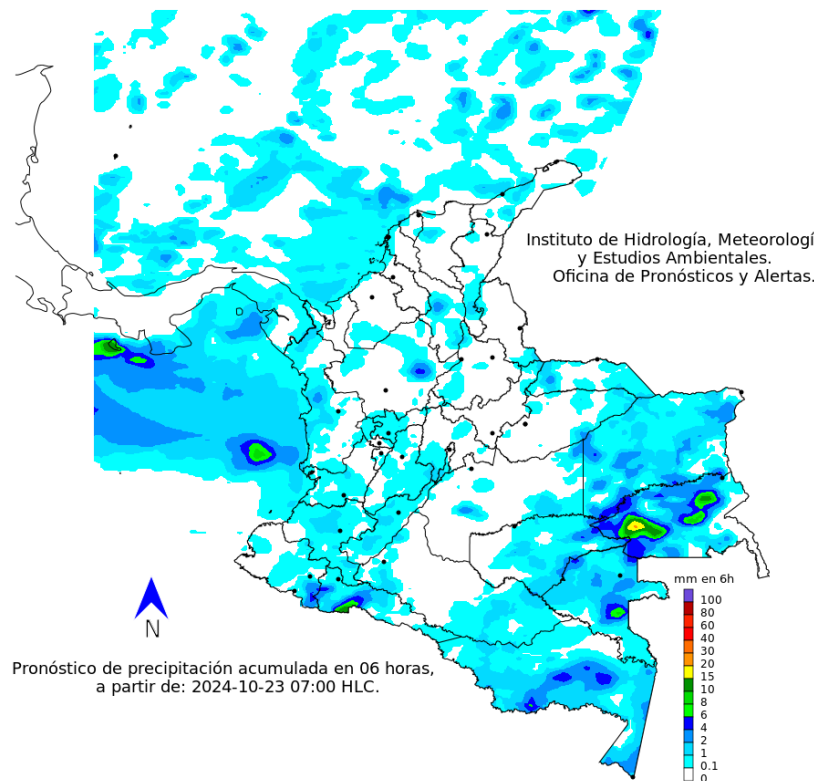 Instituto de Hidrología, Meteorologí
y Estudios Ambientales.
Oficina de Pronósticos y Alertas.
N
Pronóstico de precipitación acumulada en 06 horas,
a partir de: 2024-10-23 07:00 HLC.
mm en 6h
100
80
60
40
30
20
15
10
8
6
4
2
1
0.1
0